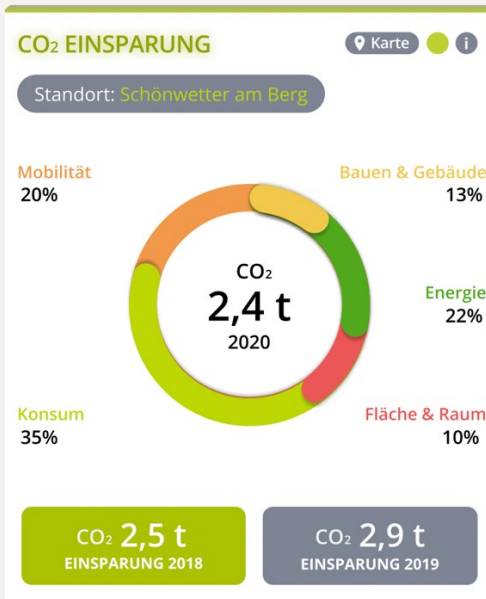 CO₂ EINSPARUNG
Karte
i
Standort: Schönwetter am Berg
Mobilität
20%
Bauen & Gebäude
13%
CO₂
2,4 t
2020
Energie
22%
Konsum
35%
Fläche & Raum
10%
CO₂ 2,5 t
EINSPARUNG 2018
CO₂ 2,9 t
EINSPARUNG 2019